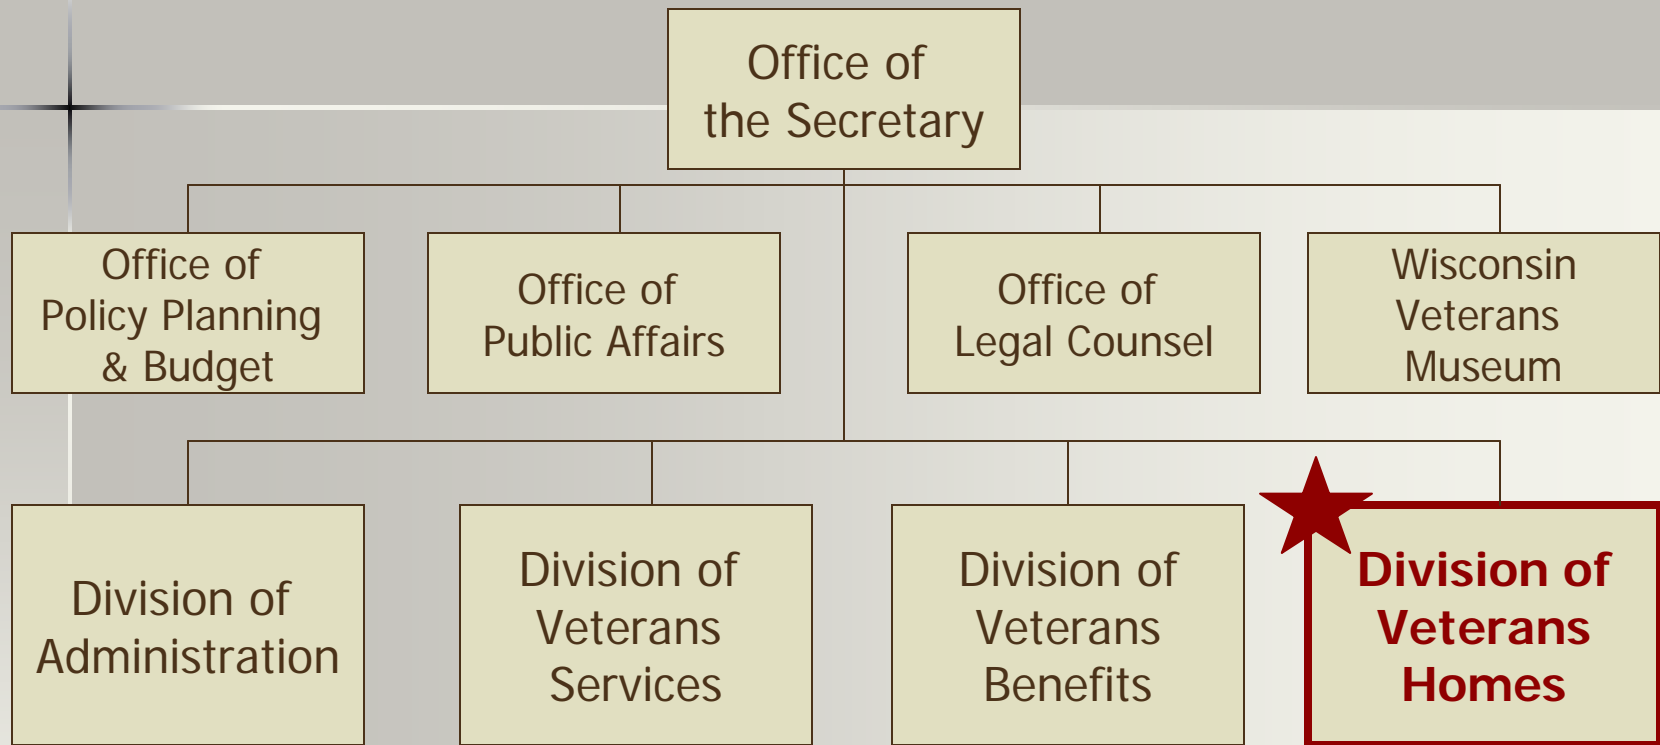 Office of
the Secretary
Office of
Policy Planning
& Budget
Office of
Public Affairs
Office of
Legal Counsel
Wisconsin
Veterans
Museum
Division of
Administration
Division of
Veterans
Services
Division of
Veterans
Benefits
Division of
Veterans
Homes